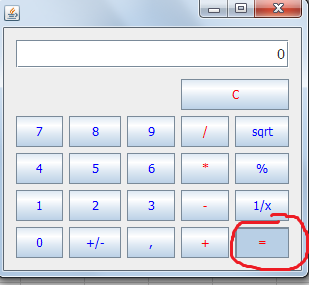 0
C
7 8 9 / sqrt
4 5 6 * %
1 2 3 - 1/x
0 +/- , + =